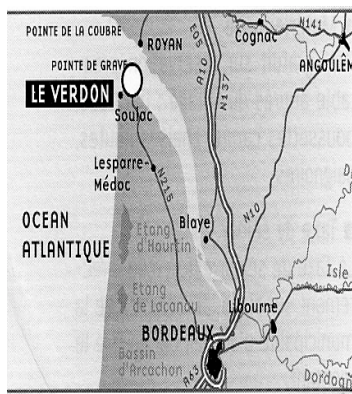 POINTE DE LA COUBRE
ROYAN
E05
A10
N137
Cognac
N141
ANGOULÊM
POINTE DE GRAVE
LE VERDON
Soulac
Lesparre-
Médoc
N215
N10
OCEAN
ATLANTIQUE
Etang
d'Hourtin
Blaye
Etang
de Lacanau
Isle
Libourne
BORDEAUX
Bassin
d'Arcachon
A63
Dordogn